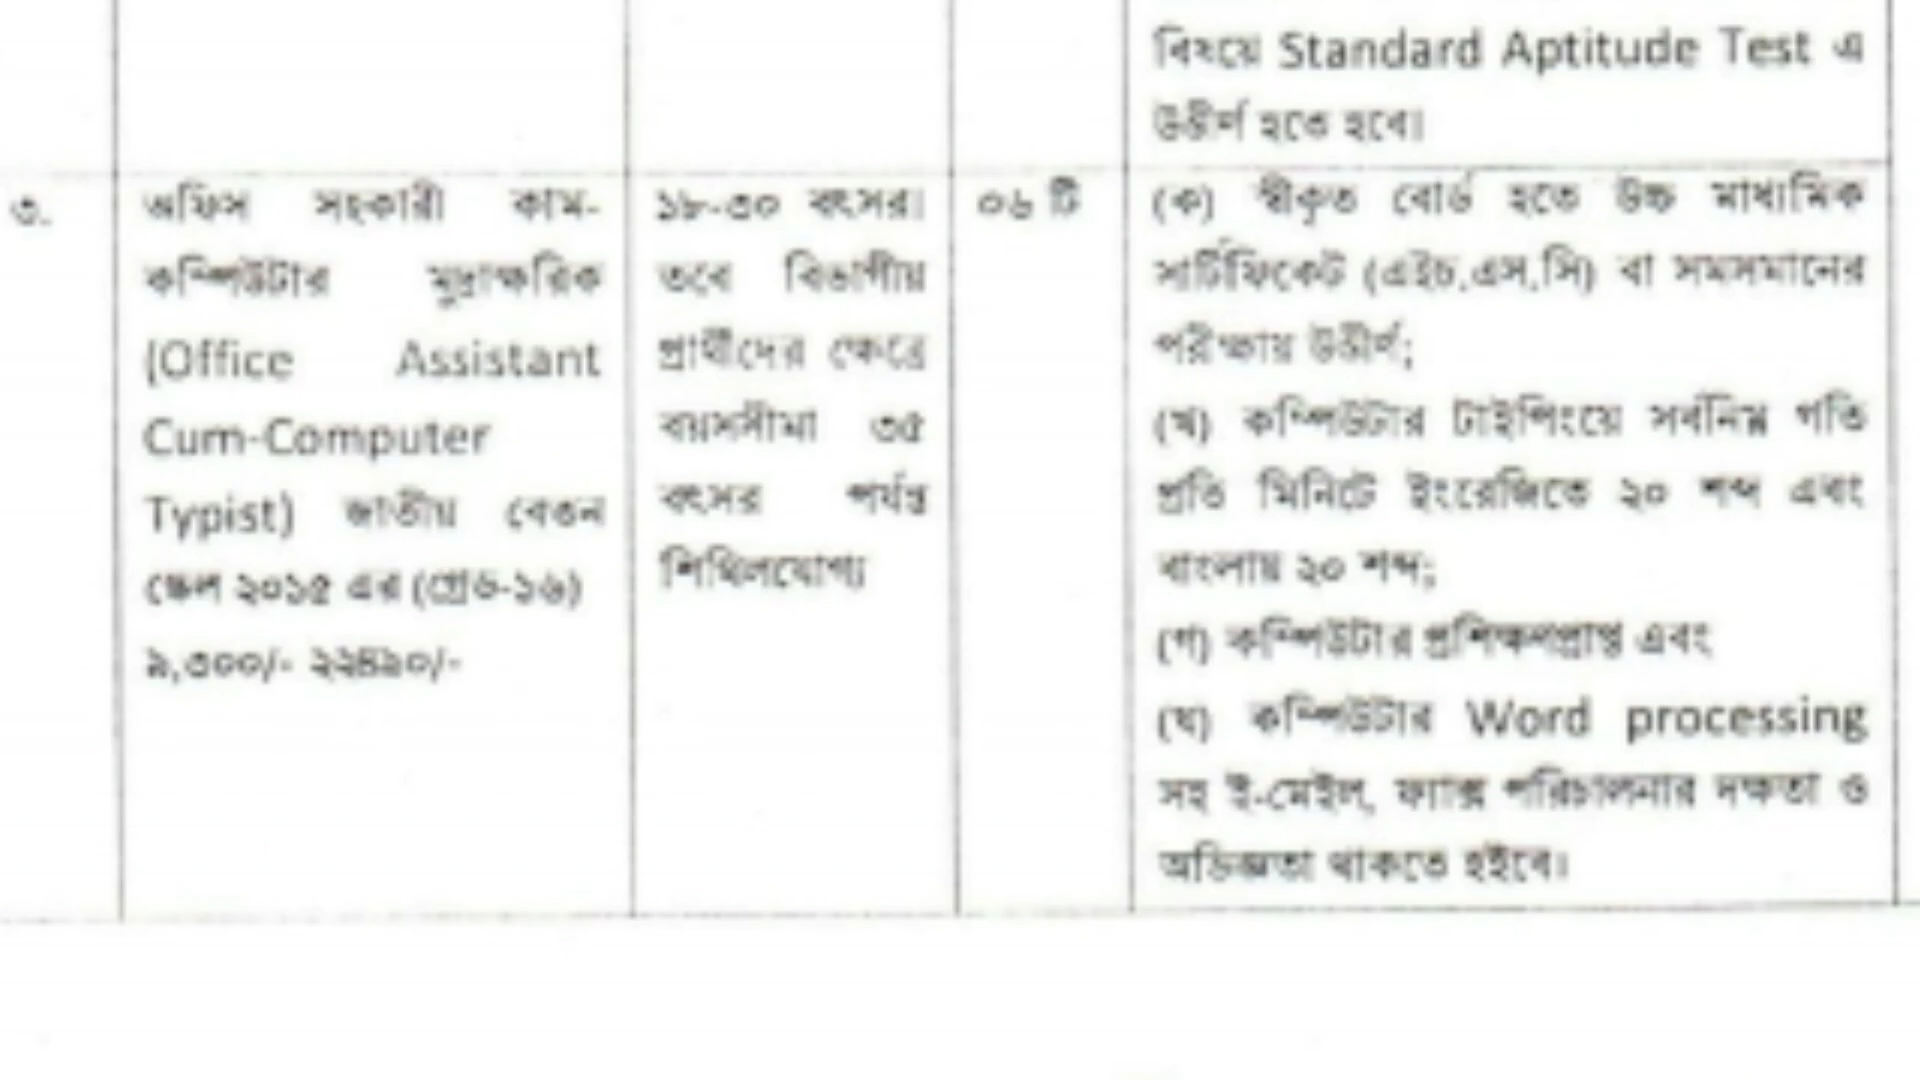 বিষয়ে Standard Aptitude Test এ
উত্তীর্ণ হতে হবে।
৩.
অফিস সহকারী কাম-
কম্পিউটার মুদ্রাক্ষরিক
(Office Assistant
Cum-Computer
Typist) জাতীয় বেতন
স্কেল ২০১৫ এর (গ্রেড-১৬)
৯,৩০০/- ২২৪৯০/-
১৮-৩০ বৎসর।
তবে বিভাগীয়
প্রার্থীদের ক্ষেত্রে
বয়সসীমা ৩৫
বৎসর পর্যন্ত
শিথিলযোগ্য
০৬ টি
(ক) স্বীকৃত বোর্ড হতে উচ্চ মাধ্যমিক
সার্টিফিকেট (এইচ.এস.সি) বা সমসমানের
পরীক্ষায় উত্তীর্ণ;
(খ) কম্পিউটার টাইপিংয়ে সর্বনিম্ন গতি
প্রতি মিনিটে ইংরেজিতে ২০ শব্দ এবং
বাংলায় ২০ শব্দ;
(গ) কম্পিউটার প্রশিক্ষনপ্রাপ্ত এবং
(ঘ) কম্পিউটার Word processing
সহ ই-মেইল, ফ্যাক্স পরিচালনার দক্ষতা ও
অভিজ্ঞতা থাকতে হইবে।